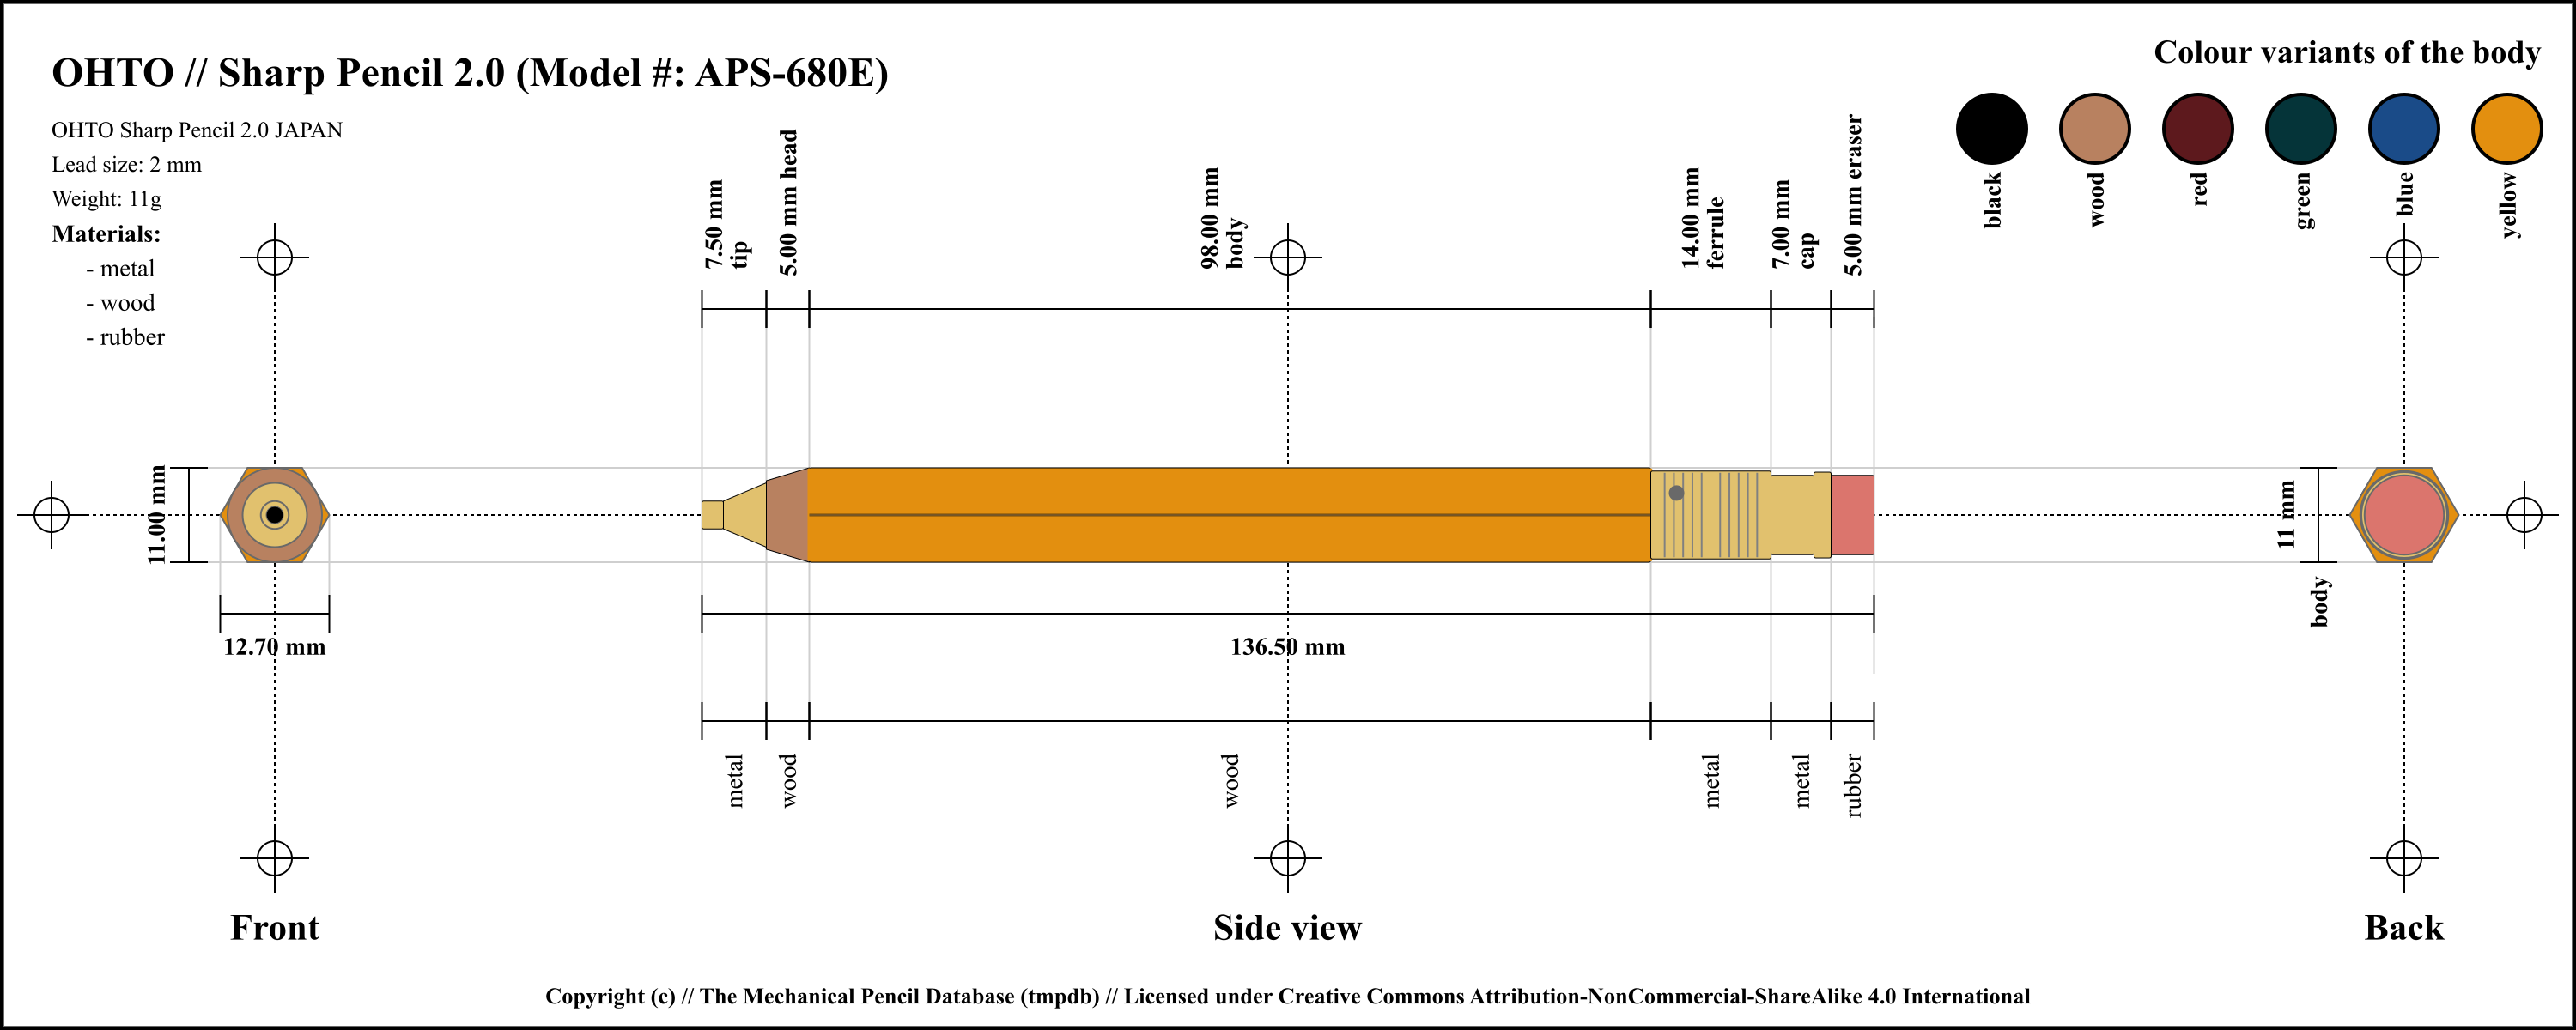 OHTO // Sharp Pencil 2.0 (Model #: APS-680E)
OHTO Sharp Pencil 2.0 JAPAN
Lead size: 2 mm
Weight: 11g
Materials:
- metal
- wood
- rubber
Colour variants of the body
black
wood
red
green
blue
yellow
7.50 mm
tip
5.00 mm head
98.00 mm
body
14.00 mm
ferrule
7.00 mm
cap
5.00 mm eraser
11.00 mm
12.70 mm
136.50 mm
11 mm
body
metal
wood
wood
metal
metal
rubber
Front
Side view
Back
Copyright (c) // The Mechanical Pencil Database (tmpdb) // Licensed under Creative Commons Attribution-NonCommercial-ShareAlike 4.0 International